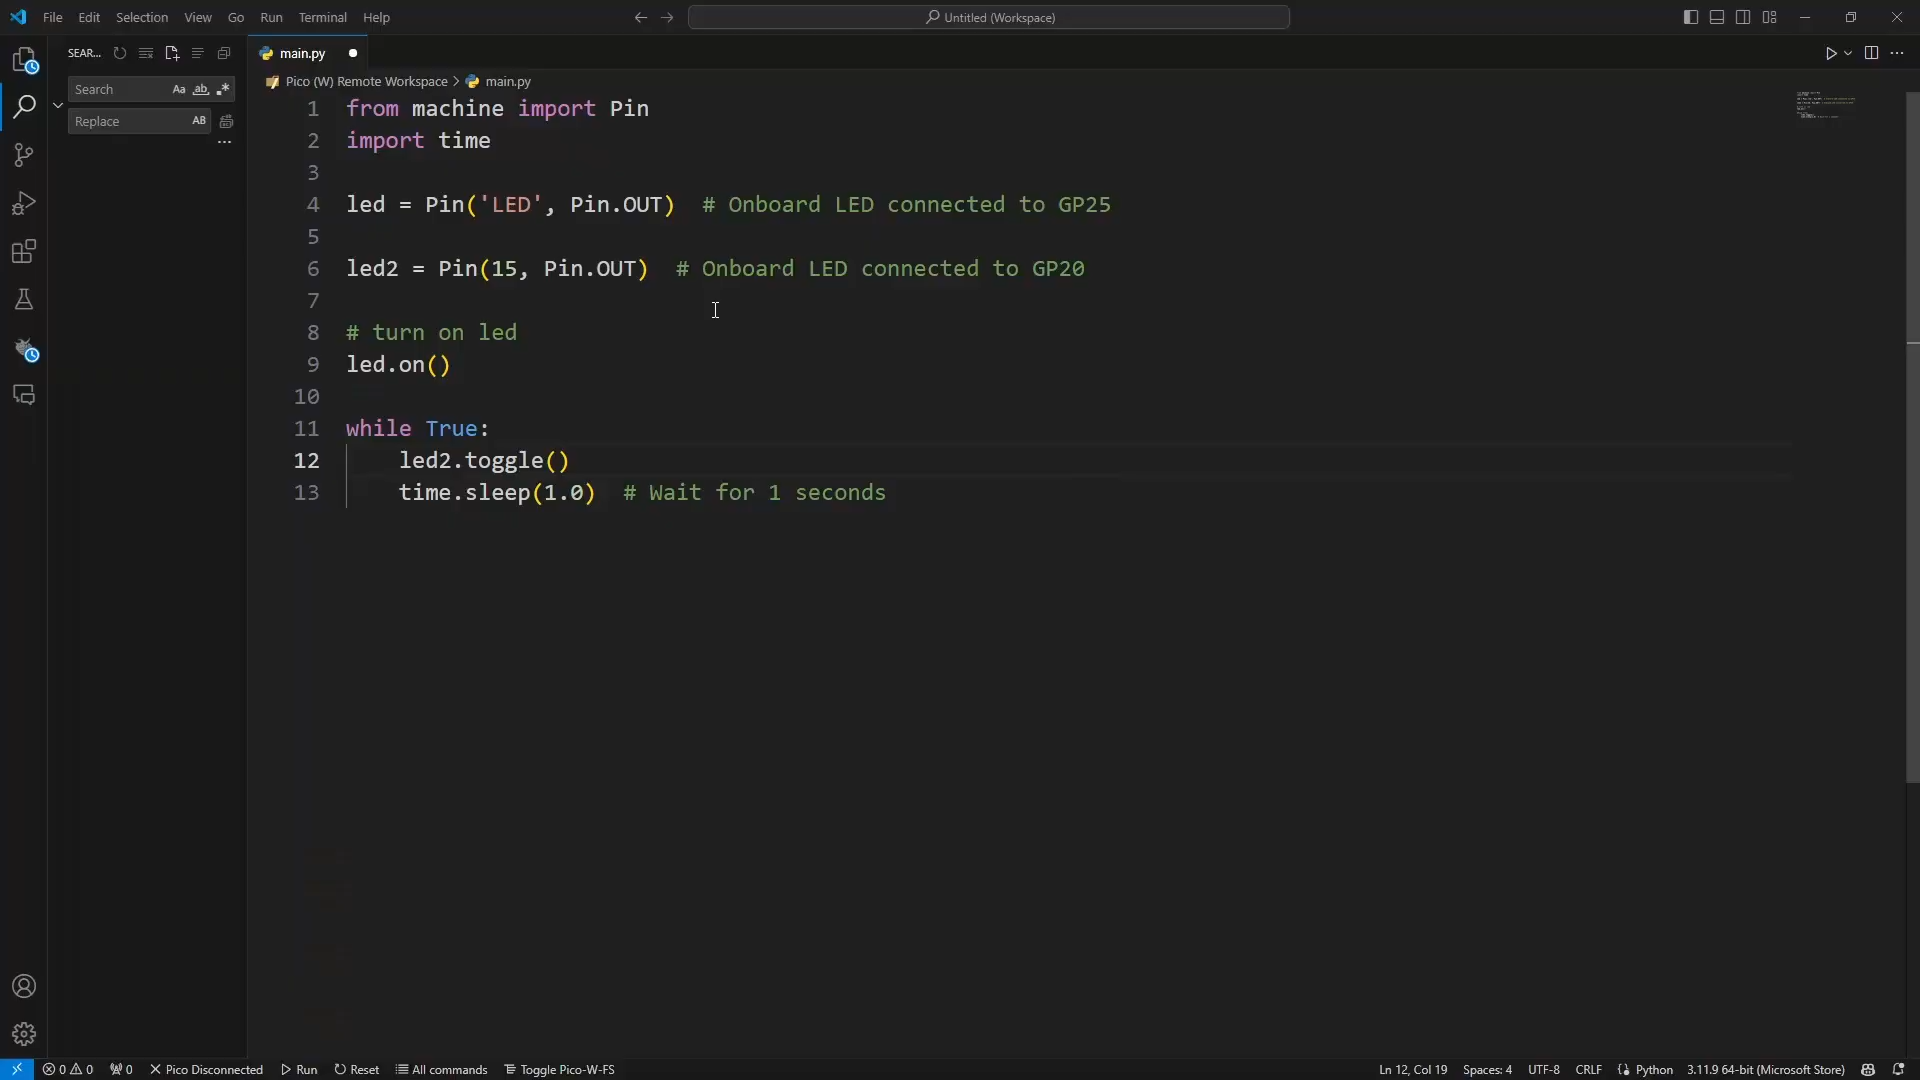 File Edit Selection View Go Run Terminal Help
Untitled (Workspace)
SEAR...
main.py
Search Aa ab
Replace AB
Pico (W) Remote Workspace > main.py
1 from machine import Pin
2 import time
3
4 led = Pin('LED', Pin.OUT)  # Onboard LED connected to GP25
5
6 led2 = Pin(15, Pin.OUT)  # Onboard LED connected to GP20
7
8 # turn on led
9 led.on()
10
11 while True:
12     led2.toggle()
13     time.sleep(1.0)  # Wait for 1 seconds
0 0 0 Pico Disconnected Run Reset All commands Toggle Pico-W-FS Ln 12, Col 19 Spaces: 4 UTF-8 CRLF Python 3.11.9 64-bit (Microsoft Store)